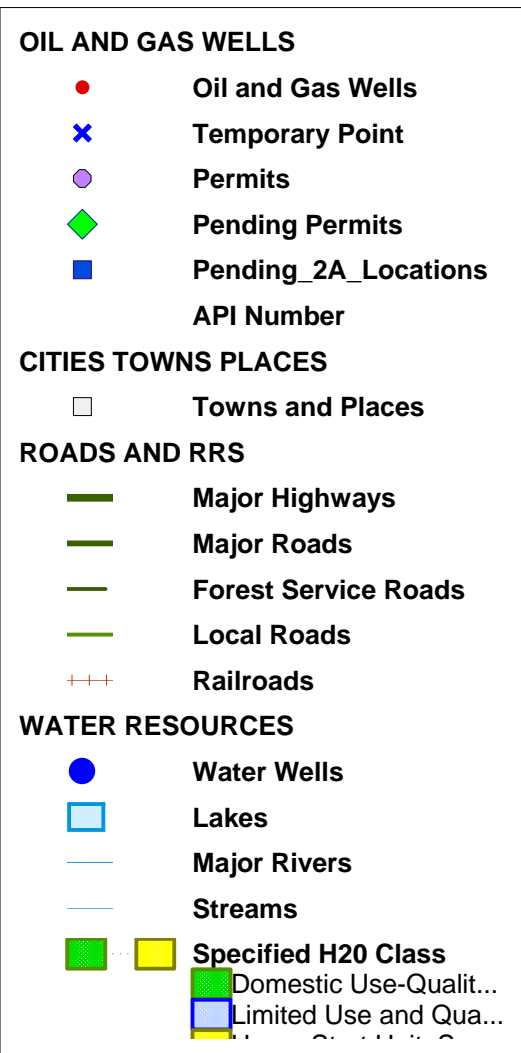 OIL AND GAS WELLS
Oil and Gas Wells
Temporary Point
Permits
Pending Permits
Pending_2A_Locations
API Number
CITIES TOWNS PLACES
Towns and Places
ROADS AND RRS
Major Highways
Major Roads
Forest Service Roads
Local Roads
Railroads
WATER RESOURCES
Water Wells
Lakes
Major Rivers
Streams
Specified H20 Class
Domestic Use-Qualit...
Limited Use and Qua...